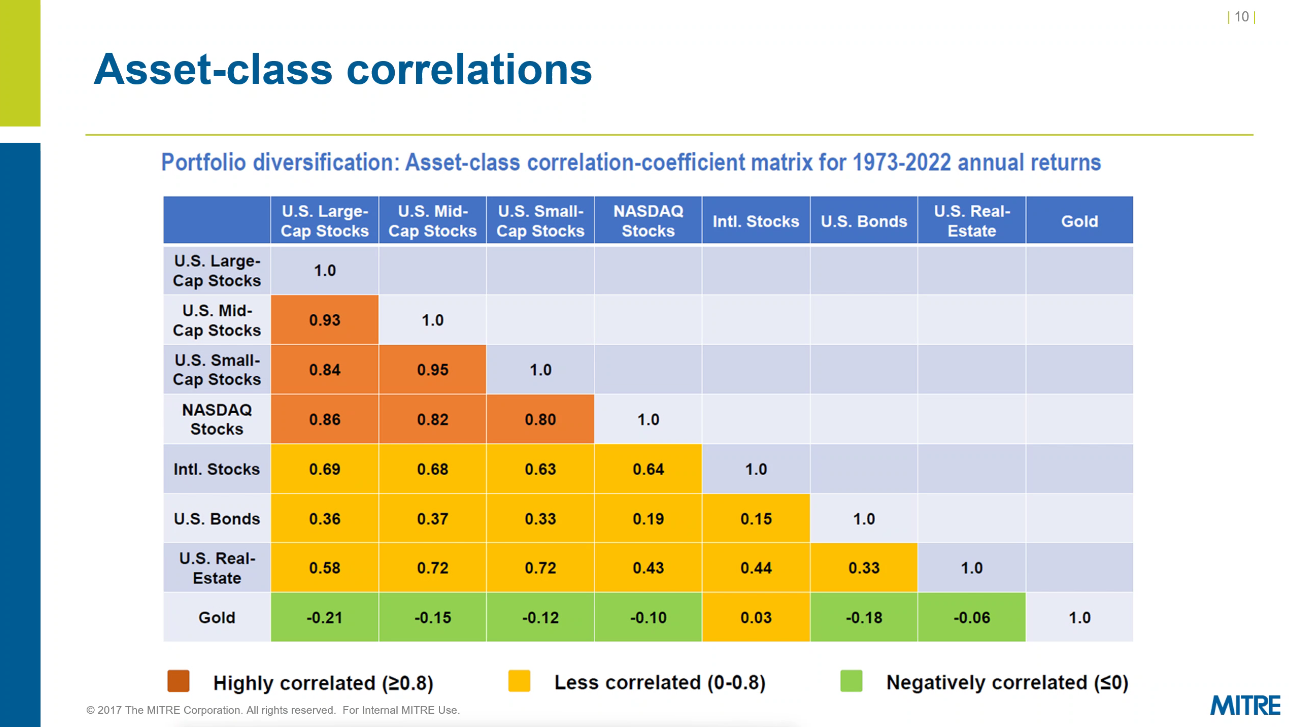 | 10 |
Asset-class correlations
Portfolio diversification: Asset-class correlation-coefficient matrix for 1973-2022 annual returns
U.S. Large-Cap Stocks U.S. Mid-Cap Stocks U.S. Small-Cap Stocks NASDAQ Stocks Intl. Stocks U.S. Bonds U.S. Real-Estate Gold
U.S. Large-Cap Stocks 1.0
U.S. Mid-Cap Stocks 0.93 1.0
U.S. Small-Cap Stocks 0.84 0.95 1.0
NASDAQ Stocks 0.86 0.82 0.80 1.0
Intl. Stocks 0.69 0.68 0.63 0.64 1.0
U.S. Bonds 0.36 0.37 0.33 0.19 0.15 1.0
U.S. Real-Estate 0.58 0.72 0.72 0.43 0.44 0.33 1.0
Gold -0.21 -0.15 -0.12 -0.10 0.03 -0.18 -0.06 1.0
Highly correlated (≥0.8) Less correlated (0-0.8) Negatively correlated (≤0)
© 2017 The MITRE Corporation. All rights reserved. For Internal MITRE Use.
MITRE